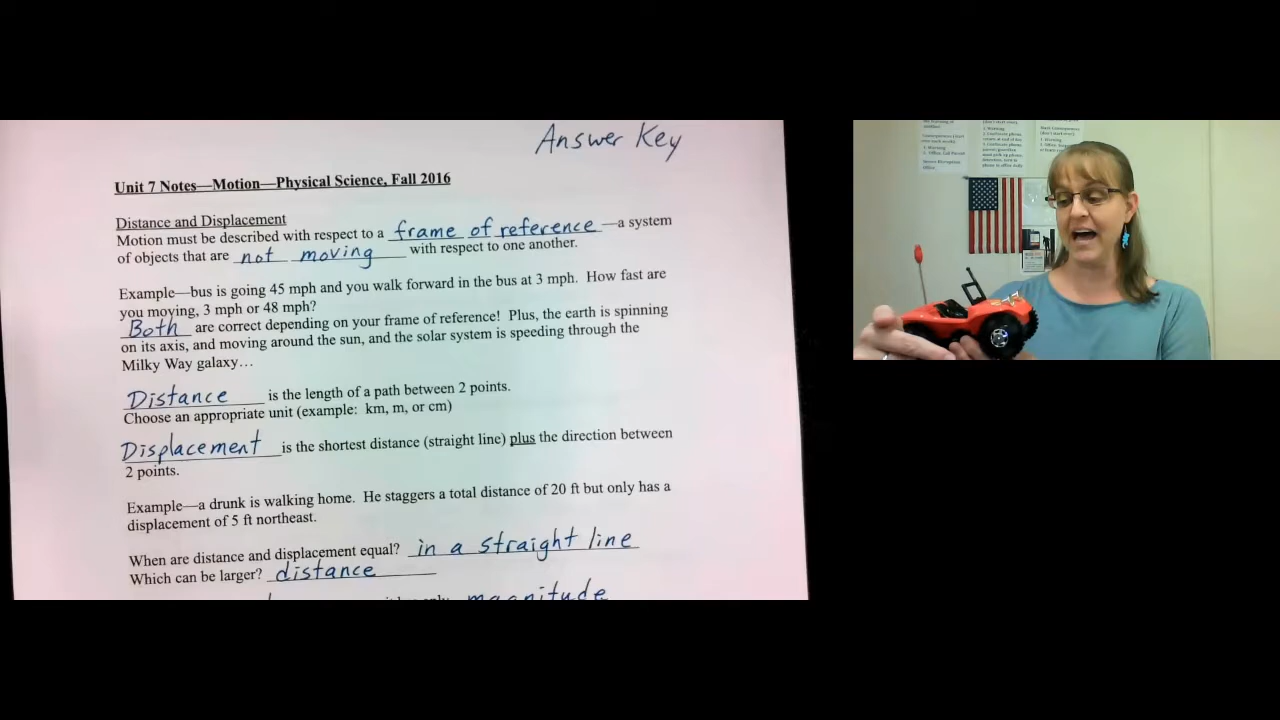 Answer Key
Unit 7 Notes—Motion—Physical Science, Fall 2016
Distance and Displacement
Motion must be described with respect to a frame of reference—a system
of objects that are not moving with respect to one another.
Example—bus is going 45 mph and you walk forward in the bus at 3 mph. How fast are
you moving, 3 mph or 48 mph?
Both are correct depending on your frame of reference! Plus, the earth is spinning
on its axis, and moving around the sun, and the solar system is speeding through the
Milky Way galaxy…
Distance is the length of a path between 2 points.
Choose an appropriate unit (example: km, m, or cm)
Displacement is the shortest distance (straight line) plus the direction between
2 points.
Example—a drunk is walking home. He staggers a total distance of 20 ft but only has a
displacement of 5 ft northeast.
When are distance and displacement equal? in a straight line
Which can be larger? distance
only magnitude